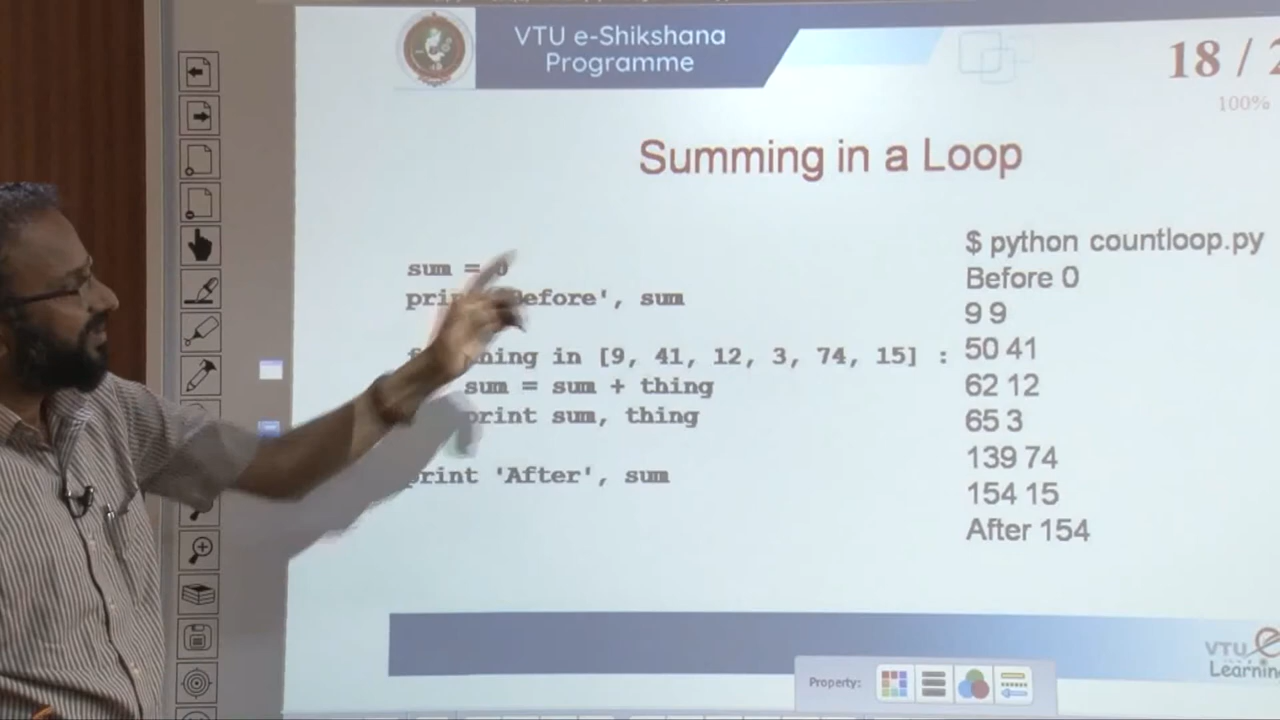 VTU e-Shikshana
Programme
18 / 2
100%
Summing in a Loop
sum = 0
print 'Before', sum
thing in [9, 41, 12, 3, 74, 15] :
sum = sum + thing
print sum, thing
print 'After', sum
$ python countloop.py
Before 0
9 9
50 41
62 12
65 3
139 74
154 15
After 154
VTU e
Learning
Property: